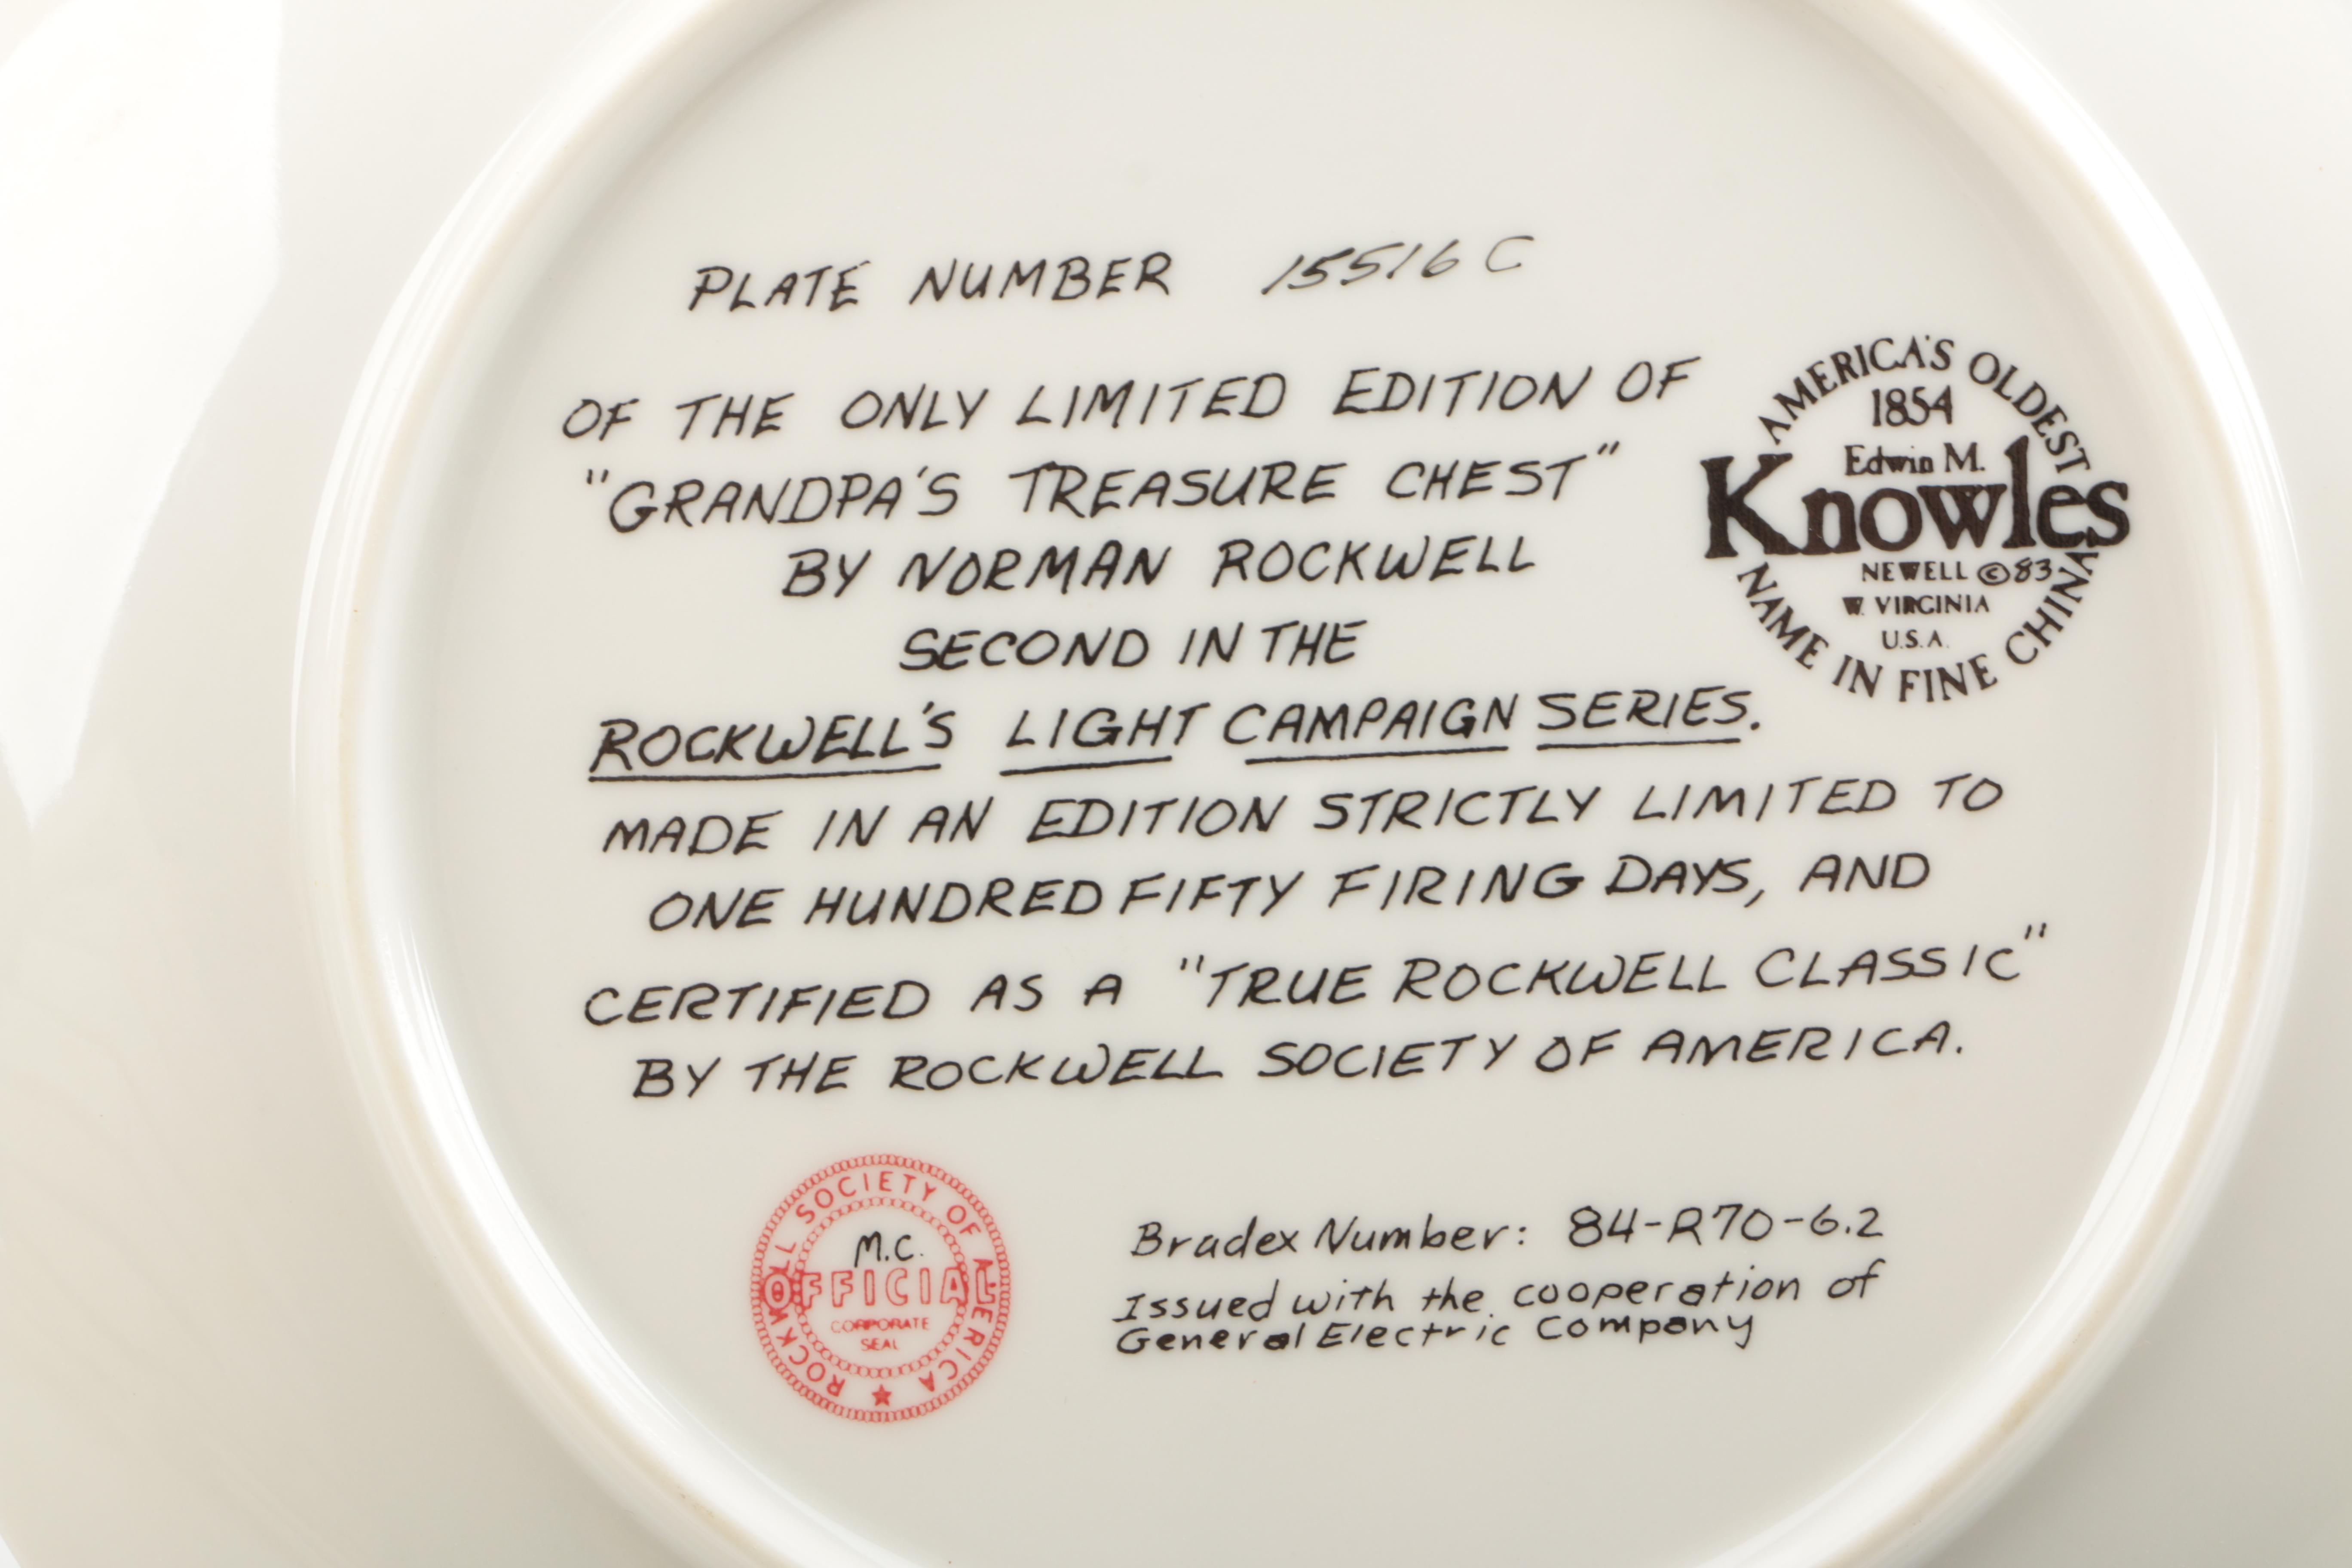 PLATE NUMBER 15516 C
OF THE ONLY LIMITED EDITION OF
"GRANDPA'S TREASURE CHEST"
BY NORMAN ROCKWELL
SECOND IN THE
ROCKWELL'S LIGHT CAMPAIGN SERIES.
MADE IN AN EDITION STRICTLY LIMITED TO
ONE HUNDRED FIFTY FIRING DAYS, AND
CERTIFIED AS A "TRUE ROCKWELL CLASSIC"
BY THE ROCKWELL SOCIETY OF AMERICA.
AMERICA'S OLDEST
1854
Edwin M.
Knowles
NEWELL ©83
W. VIRGINIA
U.S.A.
NAME IN FINE CHINA
ROCKWELL SOCIETY OF AMERICA
M.C.
OFFICIAL
CORPORATE
SEAL
Bradex Number: 84-R70-6.2
Issued with the cooperation of
General Electric Company